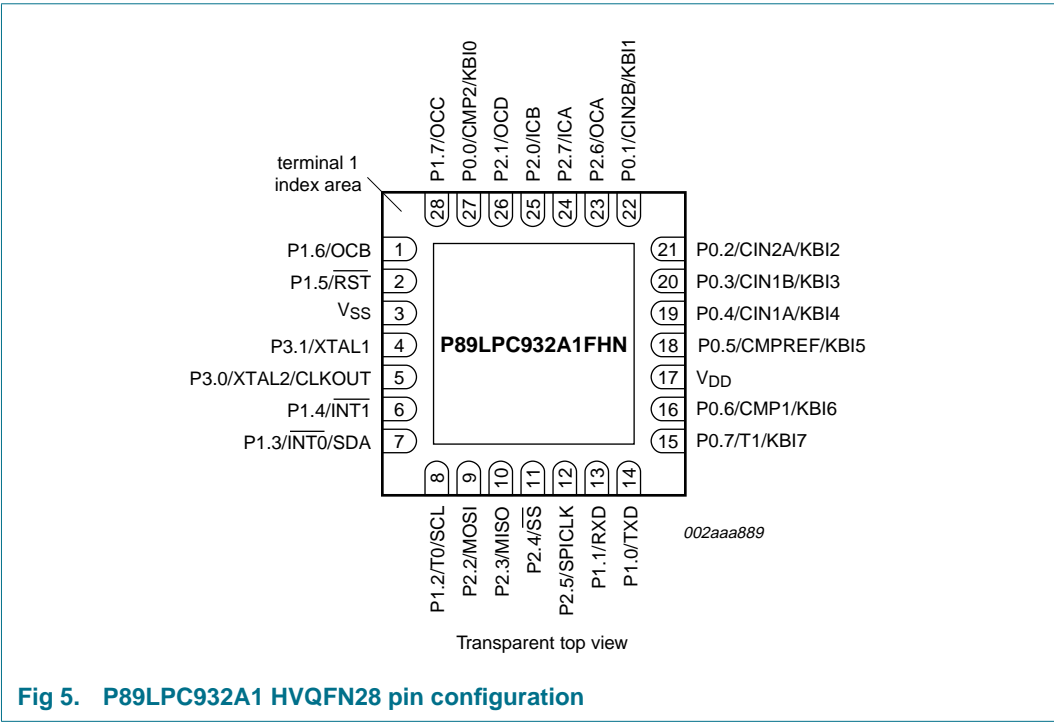 P1.7/OCC
P0.0/CMP2/KBI0
P2.1/OCD
P2.0/ICB
P2.7/ICA
P2.6/OCA
P0.1/CIN2B/KBI1
terminal 1
index area
28
27
26
25
24
23
22
P1.6/OCB 1
P1.5/R̅S̅T̅ 2
VSS 3
P3.1/XTAL1 4
P3.0/XTAL2/CLKOUT 5
P1.4/I̅N̅T̅1̅ 6
P1.3/I̅N̅T̅0̅/SDA 7
P89LPC932A1FHN
21 P0.2/CIN2A/KBI2
20 P0.3/CIN1B/KBI3
19 P0.4/CIN1A/KBI4
18 P0.5/CMPREF/KBI5
17 VDD
16 P0.6/CMP1/KBI6
15 P0.7/T1/KBI7
8
9
10
11
12
13
14
P1.2/T0/SCL
P2.2/MOSI
P2.3/MISO
P2.4/S̅S̅
P2.5/SPICLK
P1.1/RXD
P1.0/TXD
002aaa889
Transparent top view
Fig 5. P89LPC932A1 HVQFN28 pin configuration